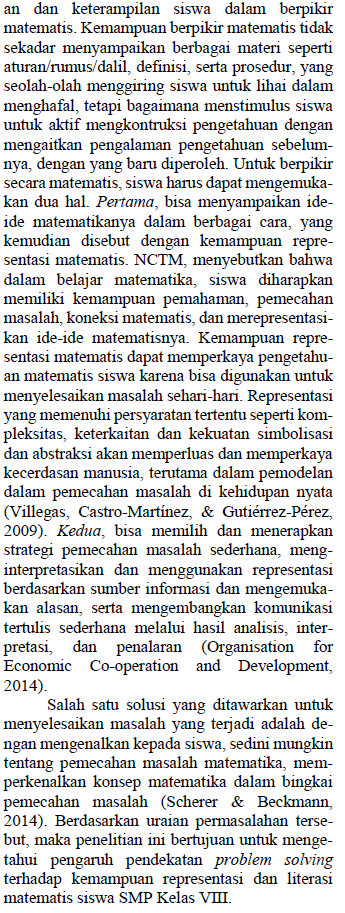 an dan keterampilan siswa dalam berpikir
matematis. Kemampuan berpikir matematis tidak
sekadar menyampaikan berbagai materi seperti
aturan/rumus/dalil, definisi, serta prosedur, yang
seolah-olah menggiring siswa untuk lihai dalam
menghafal, tetapi bagaimana menstimulus siswa
untuk aktif mengkontruksi pengetahuan dengan
mengaitkan pengalaman pengetahuan sebelum-
nya, dengan yang baru diperoleh. Untuk berpikir
secara matematis, siswa harus dapat mengemuka-
kan dua hal. Pertama, bisa menyampaikan ide-
ide matematikanya dalam berbagai cara, yang
kemudian disebut dengan kemampuan repre-
sentasi matematis. NCTM, menyebutkan bahwa
dalam belajar matematika, siswa diharapkan
memiliki kemampuan pemahaman, pemecahan
masalah, koneksi matematis, dan merepresentasi-
kan ide-ide matematisnya. Kemampuan repre-
sentasi matematis dapat memperkaya pengetahu-
an matematis siswa karena bisa digunakan untuk
menyelesaikan masalah sehari-hari. Representasi
yang memenuhi persyaratan tertentu seperti kom-
pleksitas, keterkaitan dan kekuatan simbolisasi
dan abstraksi akan memperluas dan memperkaya
kecerdasan manusia, terutama dalam pemodelan
dalam pemecahan masalah di kehidupan nyata
(Villegas, Castro-Martínez, & Gutiérrez-Pérez,
2009). Kedua, bisa memilih dan menerapkan
strategi pemecahan masalah sederhana, meng-
interpretasikan dan menggunakan representasi
berdasarkan sumber informasi dan mengemuka-
kan alasan, serta mengembangkan komunikasi
tertulis sederhana melalui hasil analisis, inter-
pretasi, dan penalaran (Organisation for
Economic Co-operation and Development,
2014).
Salah satu solusi yang ditawarkan untuk
menyelesaikan masalah yang terjadi adalah de-
ngan mengenalkan kepada siswa, sedini mungkin
tentang pemecahan masalah matematika, mem-
perkenalkan konsep matematika dalam bingkai
pemecahan masalah (Scherer & Beckmann,
2014). Berdasarkan uraian permasalahan terse-
but, maka penelitian ini bertujuan untuk menge-
tahui pengaruh pendekatan problem solving
terhadap kemampuan representasi dan literasi
matematis siswa SMP Kelas VIII.